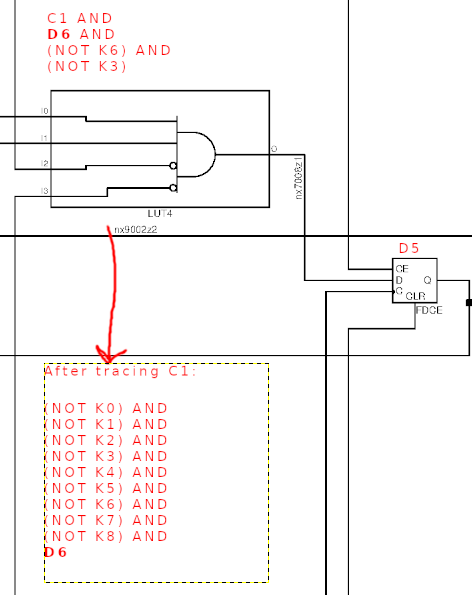 C1 AND
D6 AND
(NOT K6) AND
(NOT K3)
I0
I1
I2
I3
O
LUT4
nx9002z2
nx7008z1
D5
CE
D
Q
C
CLR
FDCE
After tracing C1:
(NOT K0) AND
(NOT K1) AND
(NOT K2) AND
(NOT K3) AND
(NOT K4) AND
(NOT K5) AND
(NOT K6) AND
(NOT K7) AND
(NOT K8) AND
D6